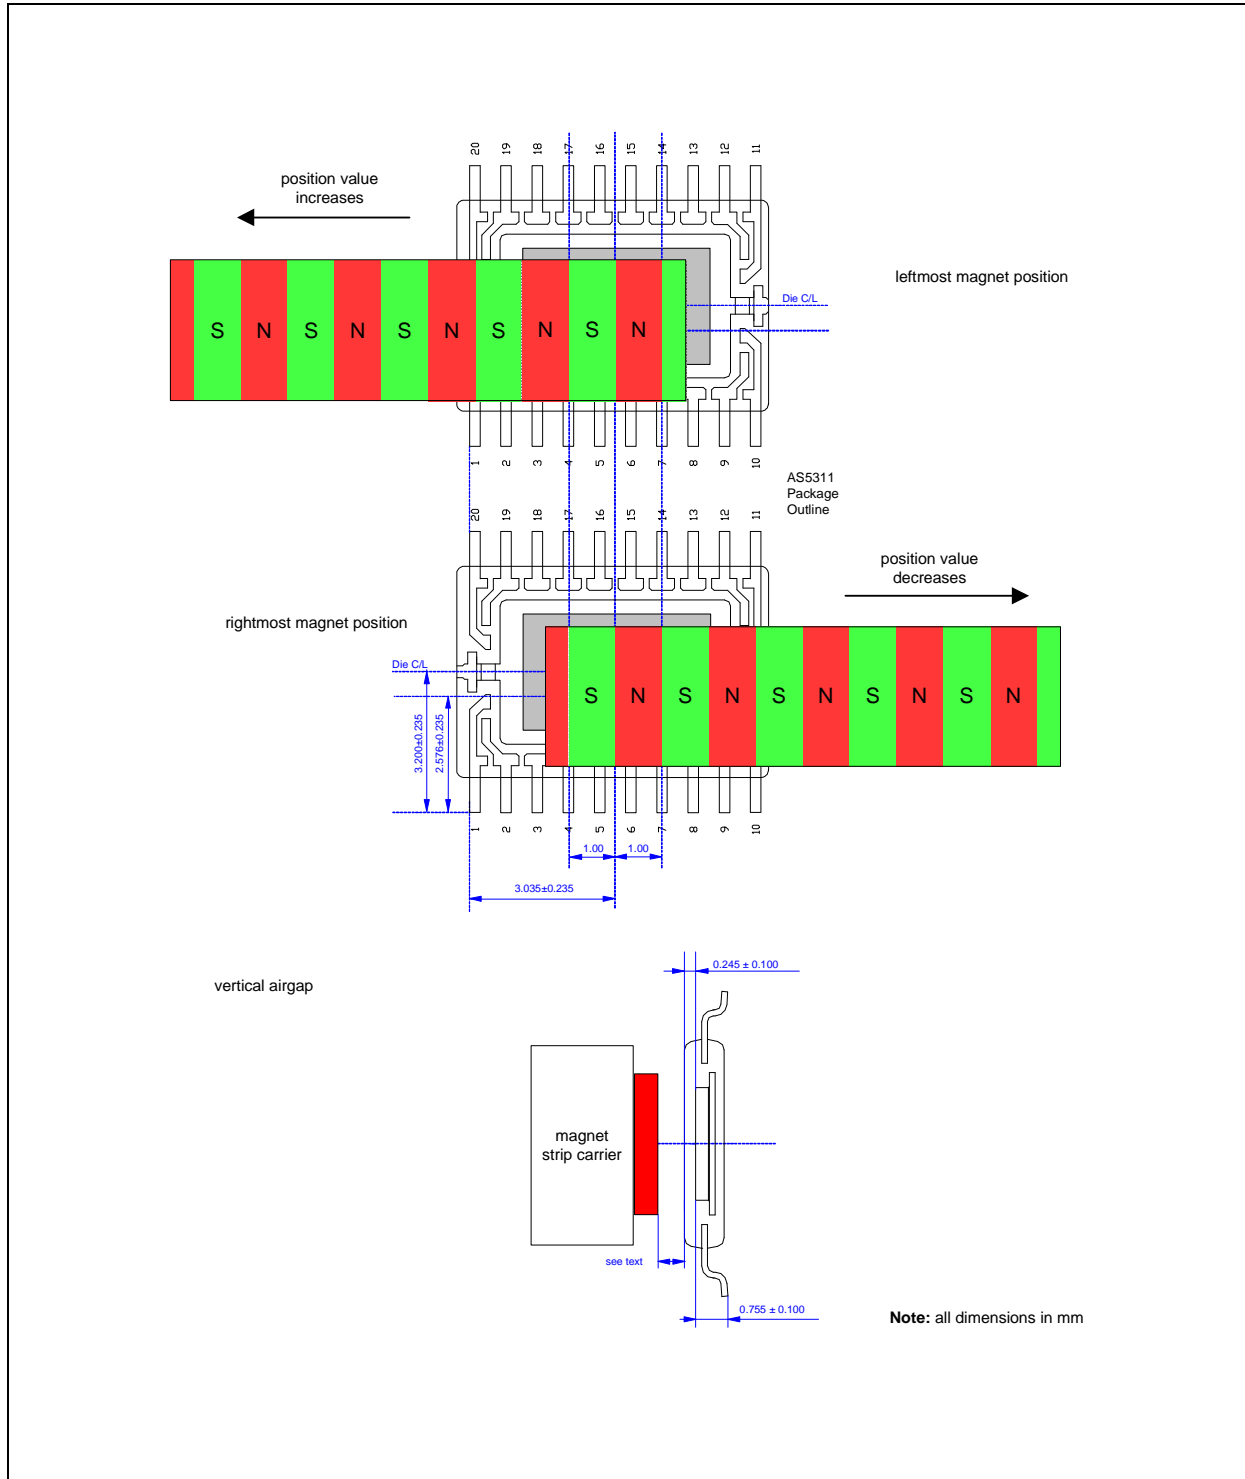 20 19 18 17 16 15 14 13 12 11
position value
increases
leftmost magnet position
Die C/L
S N S N S N S N S N
1 2 3 4 5 6 7 8 9 10
AS5311
Package
Outline
20 19 18 17 16 15 14 13 12 11
position value
decreases
rightmost magnet position
Die C/L
S N S N S N S N S N
3.200±0.235
2.576±0.235
1 2 3 4 5 6 7 8 9 10
1.00 1.00
3.035±0.235
0.245 ± 0.100
vertical airgap
magnet
strip carrier
see text
0.755 ± 0.100
Note: all dimensions in mm